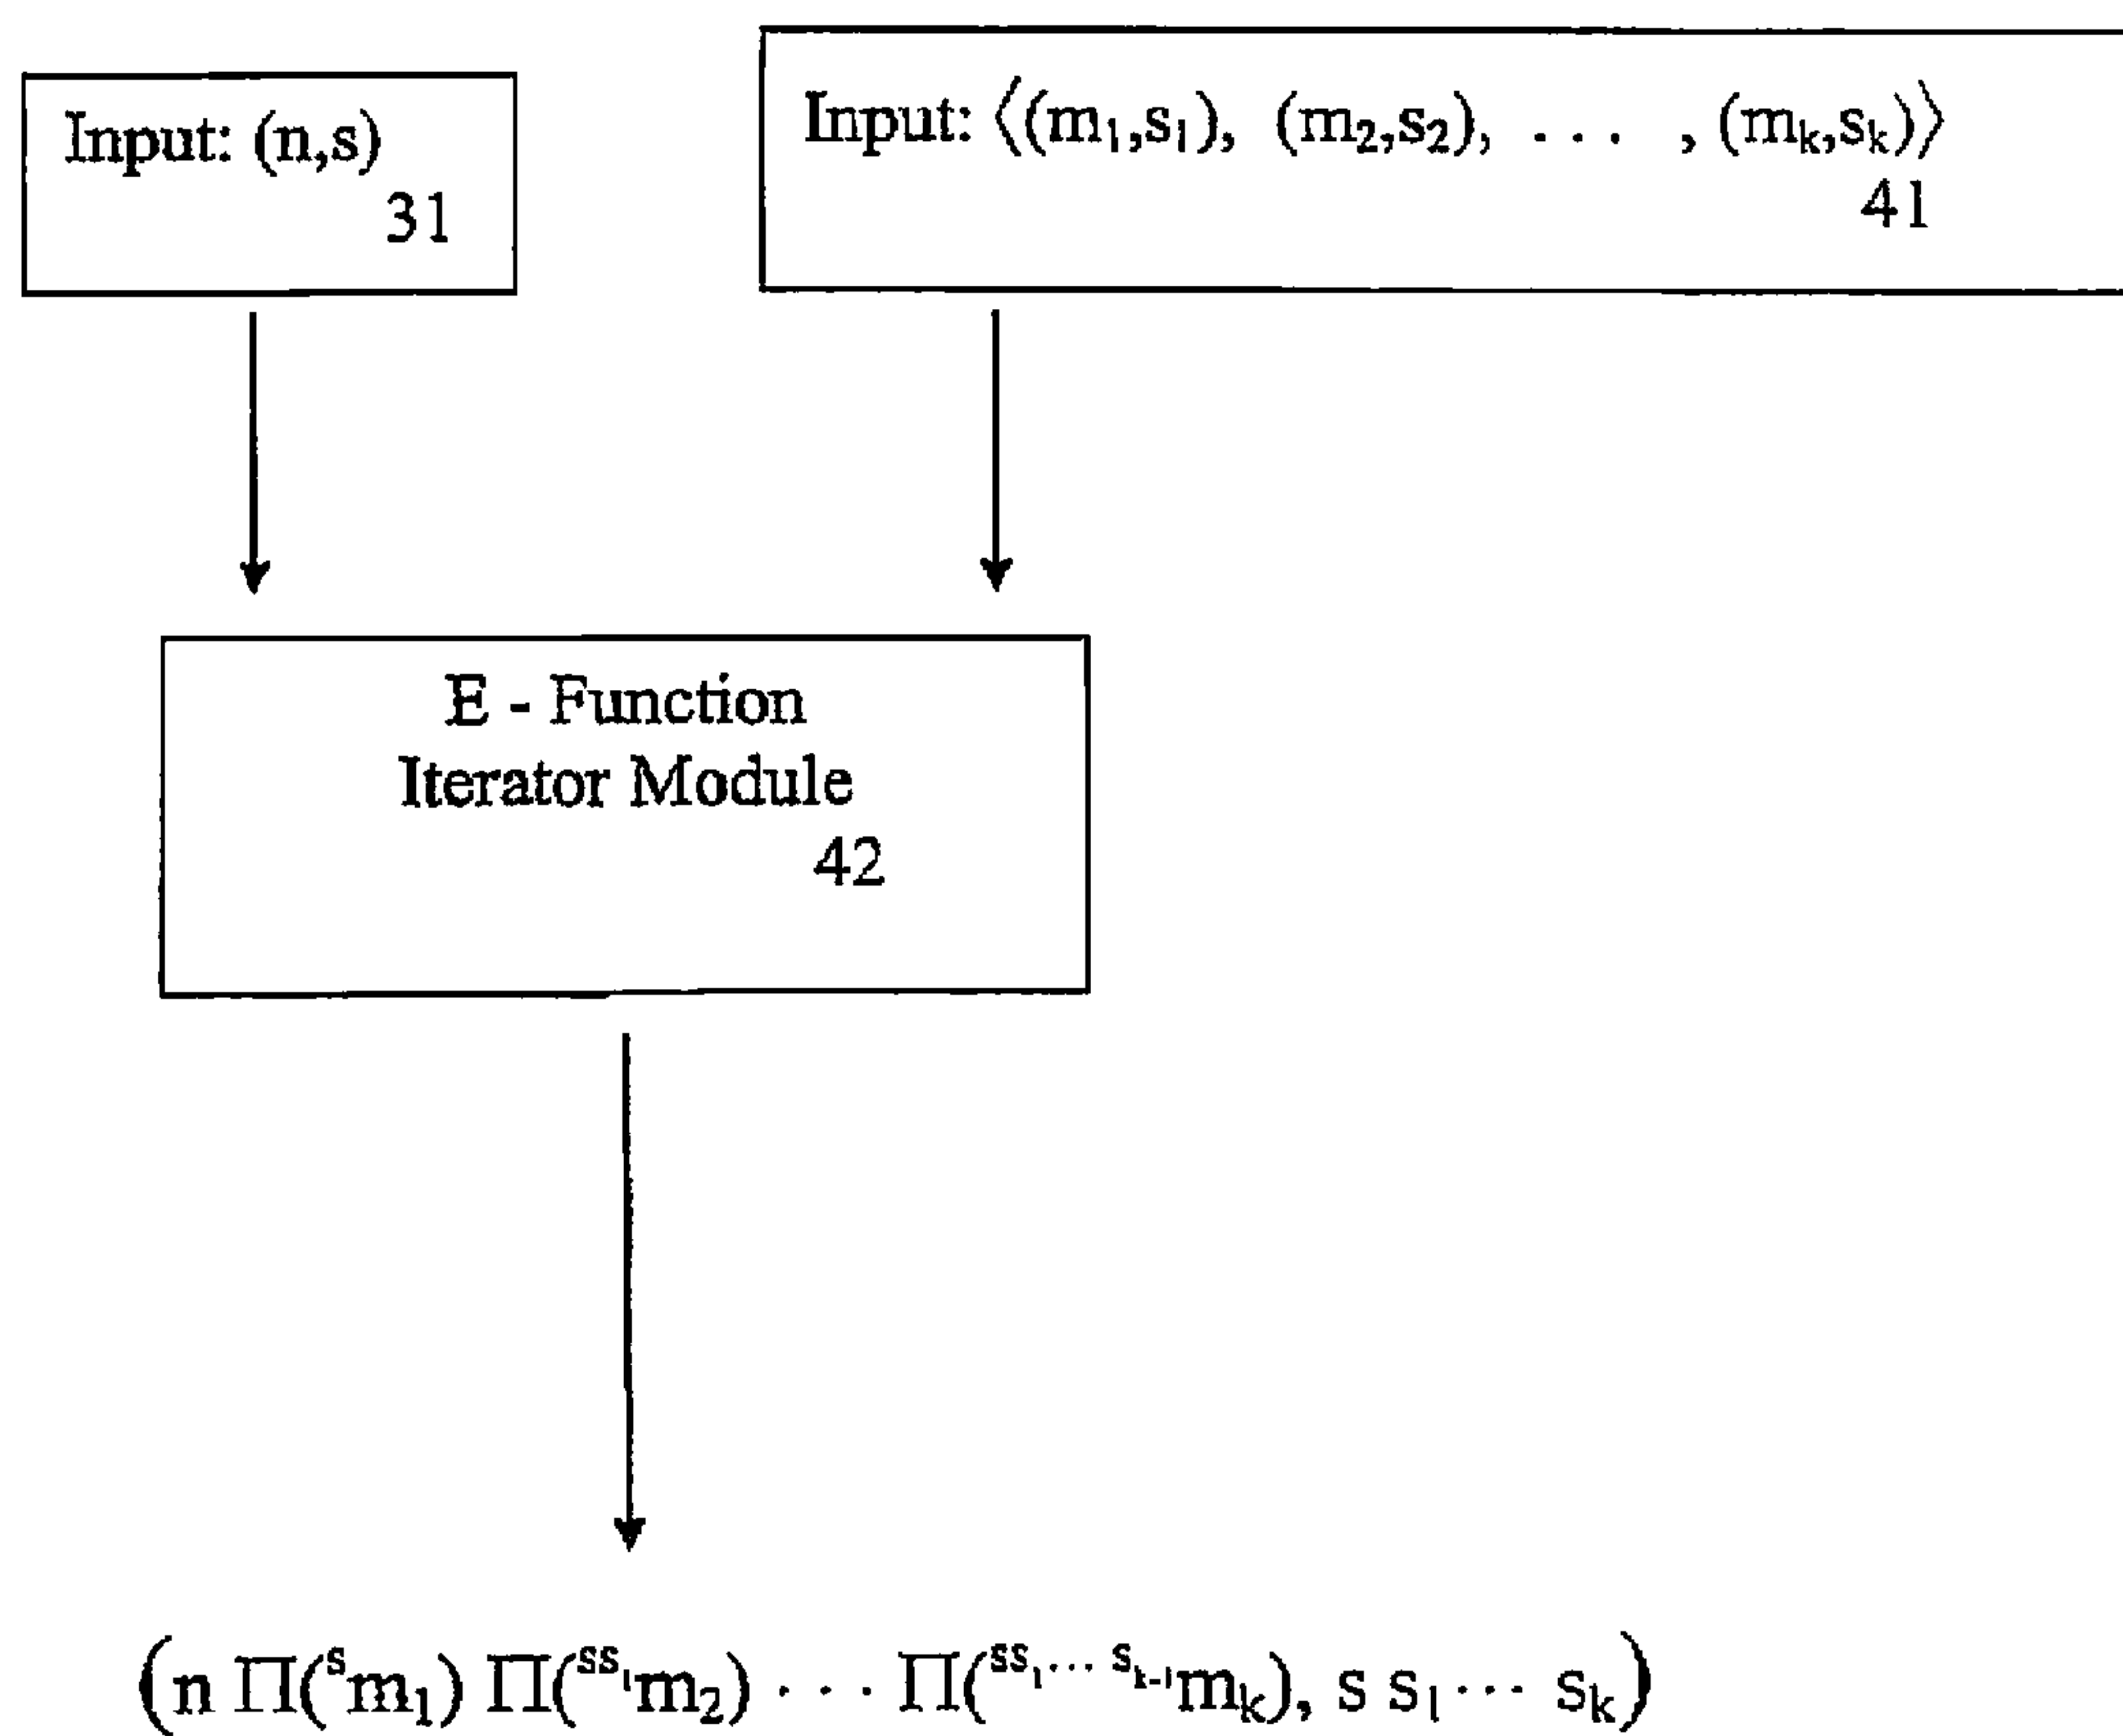 Input: (n,s)
31
Input: ((m₁,s₁), (m₂,s₂), . . . , (mₖ,sₖ))
41
E - Function
Iterator Module
42
(n Π(ˢm₁) Π(ˢˢ₁m₂) . . . Π(ˢˢ₁··· ˢₖ₋₁mₖ), s s₁ ··· sₖ)